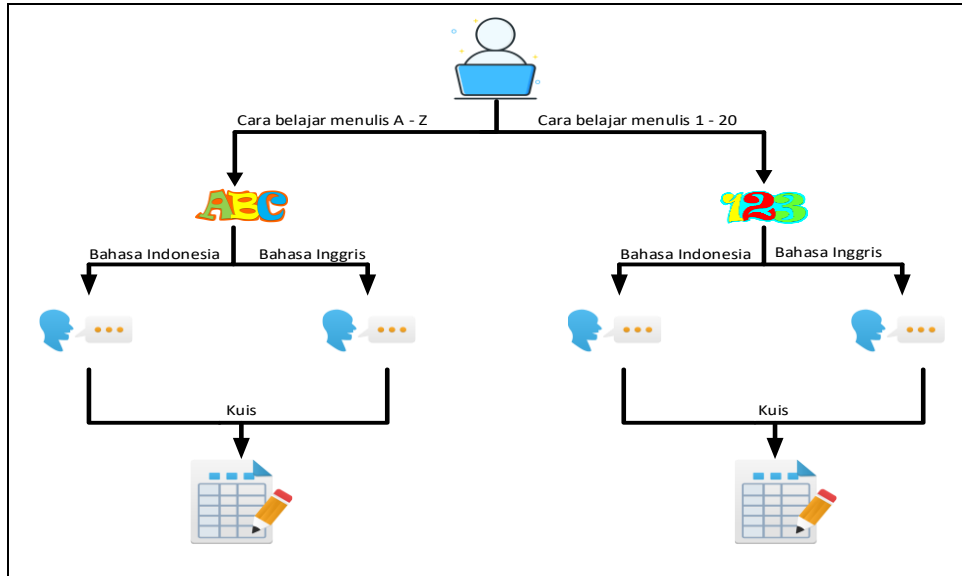 Cara belajar menulis A - Z
Cara belajar menulis 1 - 20
ABC
123
Bahasa Indonesia
Bahasa Inggris
Bahasa Indonesia
Bahasa Inggris
Kuis
Kuis